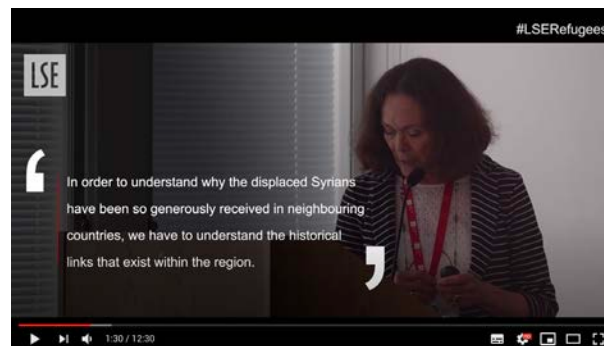 #LSERefugees
LSE
In order to understand why the displaced Syrians
have been so generously received in neighbouring
countries, we have to understand the historical
links that exist within the region.
1:30 / 12:30